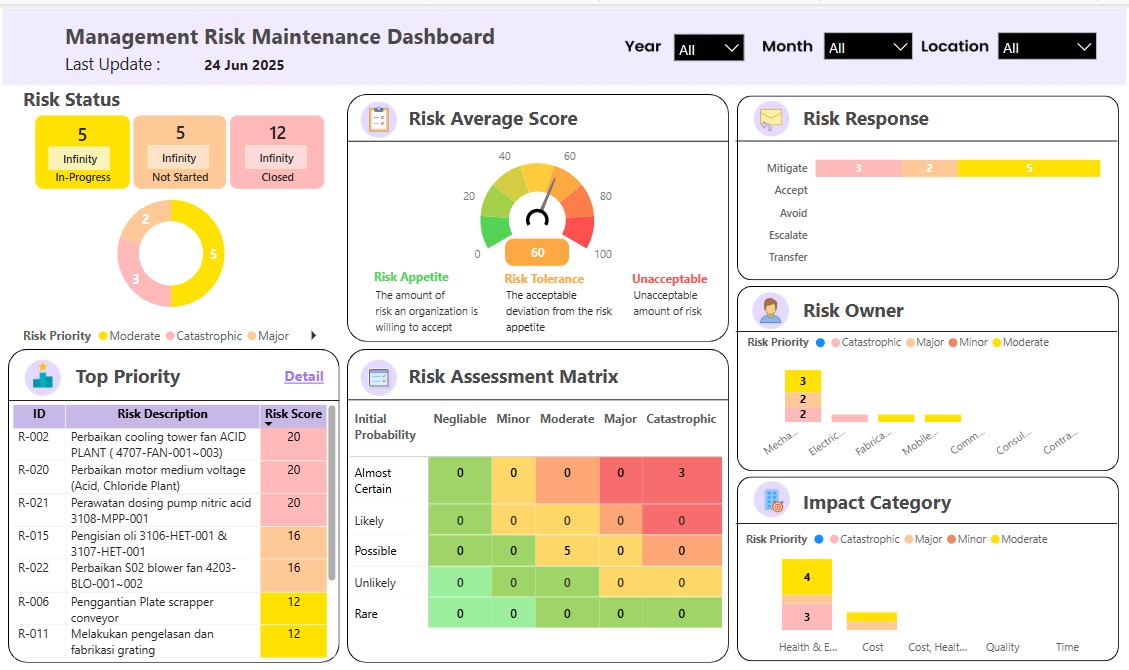 Management Risk Maintenance Dashboard
Last Update : 24 Jun 2025
Year All Month All Location All
Risk Status
5 5 12
Infinity Infinity Infinity
In-Progress Not Started Closed
2
5
3
Risk Priority Moderate Catastrophic Major
Risk Average Score
40 60
20 80
0 60 100
Risk Appetite
The amount of
risk an organization is
willing to accept
Risk Tolerance
The acceptable
deviation from the risk
appetite
Unacceptable
Unacceptable
amount of risk
Risk Response
Mitigate 3 2 5
Accept
Avoid
Escalate
Transfer
Risk Owner
Risk Priority Catastrophic Major Minor Moderate
3
2
2
Mecha... Electric... Fabrica... Mobile... Comm... Consul... Contra...
Top Priority Detail
ID Risk Description Risk Score
R-002 Perbaikan cooling tower fan ACID 20
PLANT ( 4707-FAN-001~003)
R-020 Perbaikan motor medium voltage 20
(Acid, Chloride Plant)
R-021 Perawatan dosing pump nitric acid 20
3108-MPP-001
R-015 Pengisian oli 3106-HET-001 & 16
3107-HET-001
R-022 Perbaikan S02 blower fan 4203- 16
BLO-001~002
R-006 Penggantian Plate scrapper 12
conveyor
R-011 Melakukan pengelasan dan 12
fabrikasi grating
Risk Assessment Matrix
Initial
Probability
Negliable Minor Moderate Major Catastrophic
Almost
Certain
0 0 0 0 3
Likely 0 0 0 0 0
Possible 0 0 5 0 0
Unlikely 0 0 0 0 0
Rare 0 0 0 0 0
Impact Category
Risk Priority Catastrophic Major Minor Moderate
4
3
Health & E... Cost Cost, Healt... Quality Time